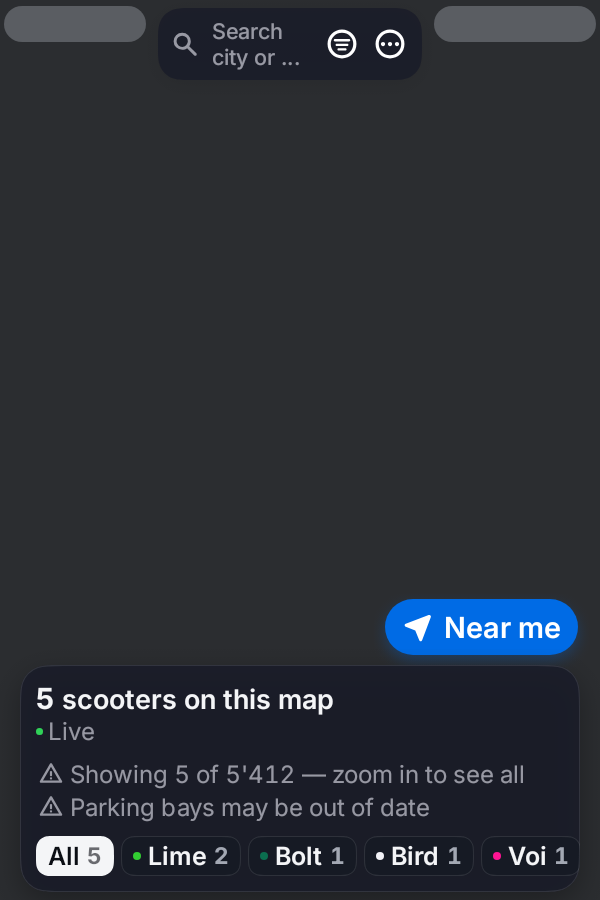 Search
city or ...
Near me
5 scooters on this map
Live
Showing 5 of 5'412 — zoom in to see all
Parking bays may be out of date
All 5 Lime 2 Bolt 1 Bird 1 Voi 1